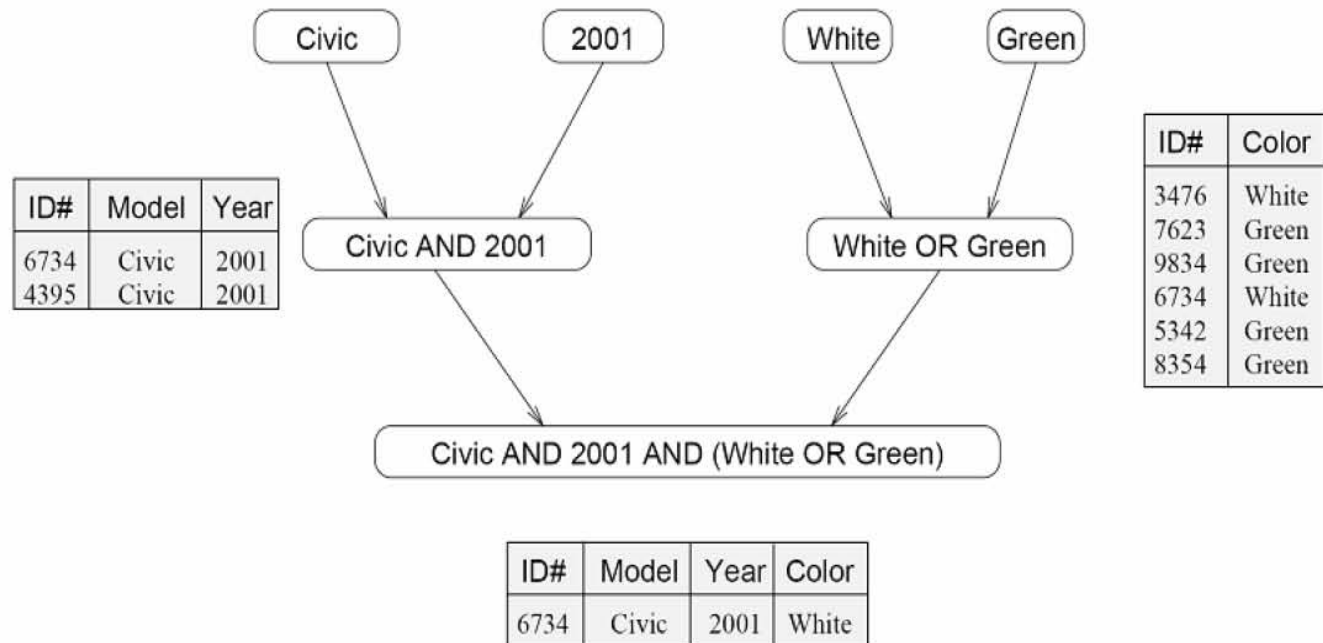 Civic
2001
White
Green
ID# Model Year
6734 Civic 2001
4395 Civic 2001
Civic AND 2001
White OR Green
ID# Color
3476 White
7623 Green
9834 Green
6734 White
5342 Green
8354 Green
Civic AND 2001 AND (White OR Green)
ID# Model Year Color
6734 Civic 2001 White